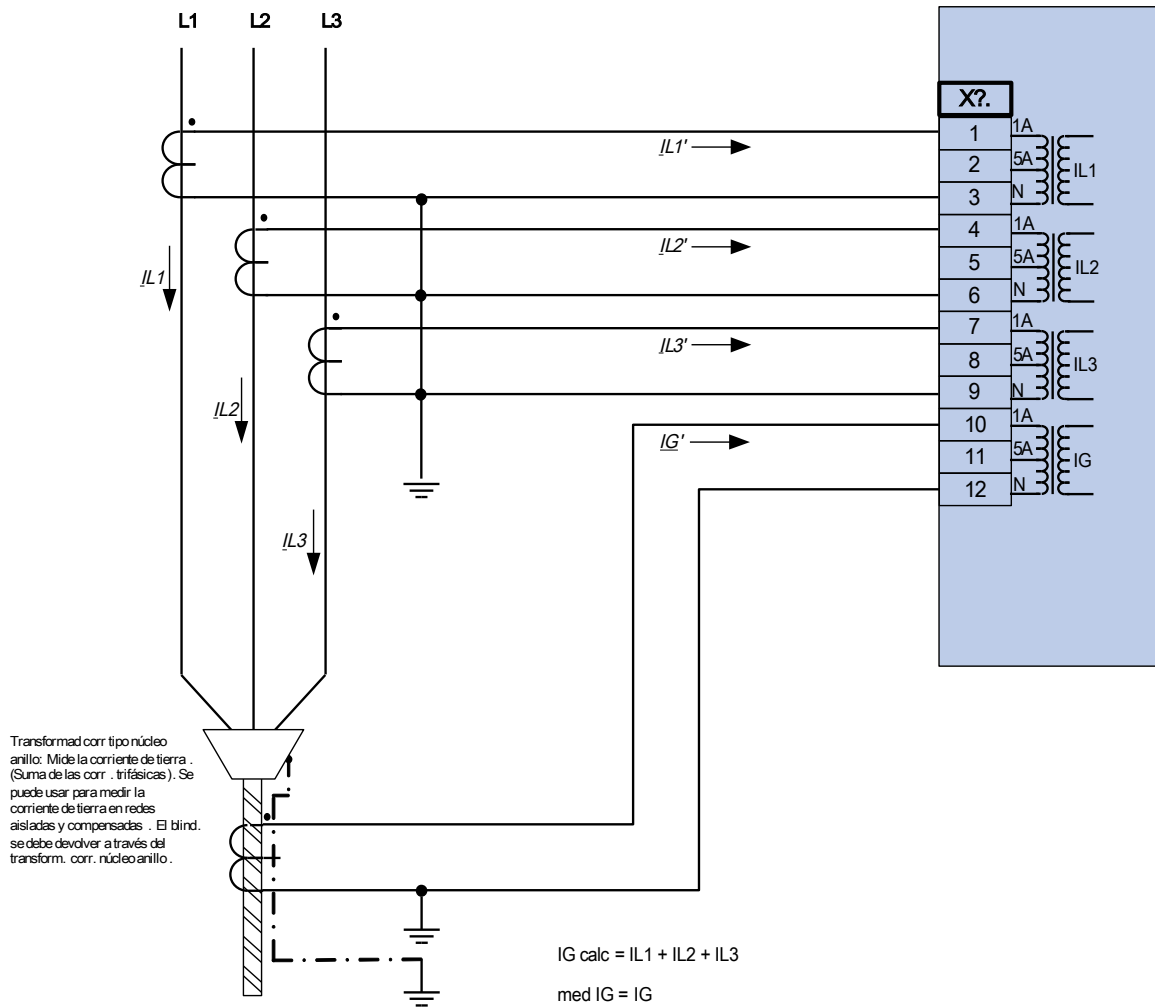 L1 L2 L3
X?.
1 1A
2 5A IL1
3 N
4 1A
5 5A IL2
6 N
7 1A
8 5A IL3
9 N
10 1A
11 5A IG
12 N
IL1'
IL2'
IL3'
IG'
IL1
IL2
IL3
Transformad corr tipo núcleo
anillo: Mide la corriente de tierra .
(Suma de las corr . trifásicas). Se
puede usar para medir la
corriente de tierra en redes
aisladas y compensadas . El blind.
se debe devolver a través del
transform. corr. núcleo anillo .
IG calc = IL1 + IL2 + IL3
med IG = IG